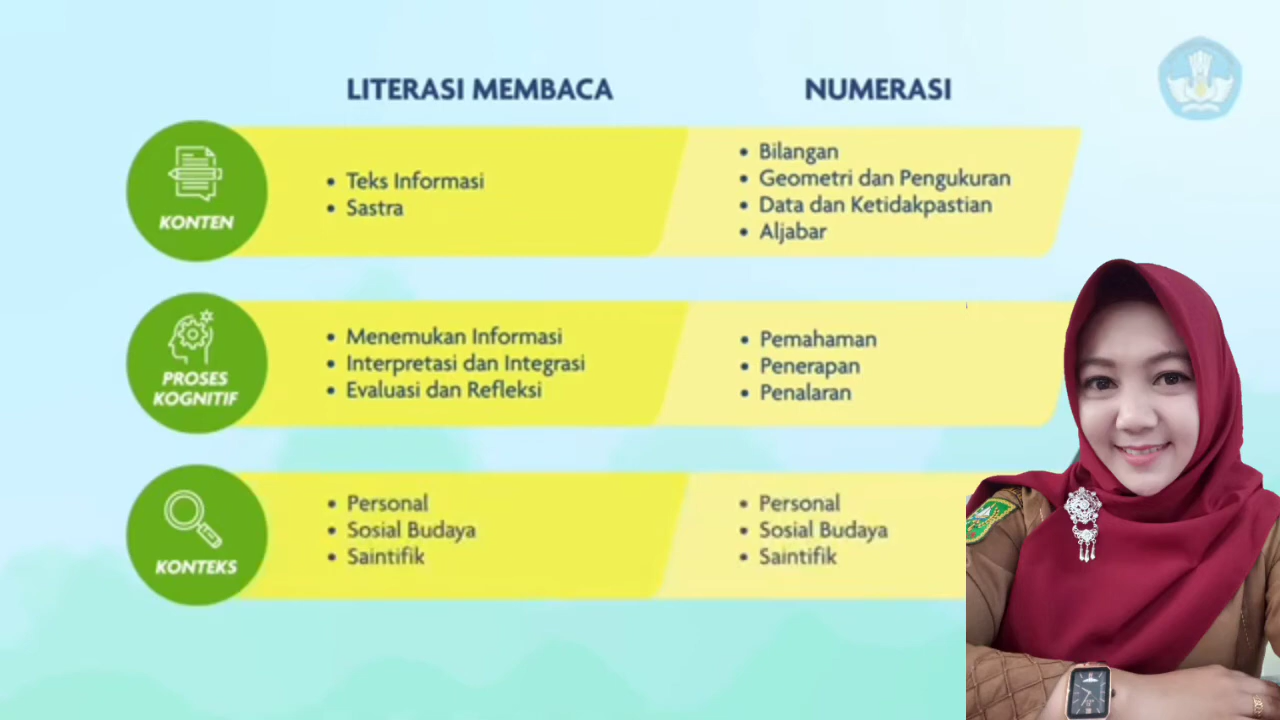 LITERASI MEMBACA
NUMERASI
KONTEN
• Teks Informasi
• Sastra
• Bilangan
• Geometri dan Pengukuran
• Data dan Ketidakpastian
• Aljabar
PROSES
KOGNITIF
• Menemukan Informasi
• Interpretasi dan Integrasi
• Evaluasi dan Refleksi
• Pemahaman
• Penerapan
• Penalaran
KONTEKS
• Personal
• Sosial Budaya
• Saintifik
• Personal
• Sosial Budaya
• Saintifik